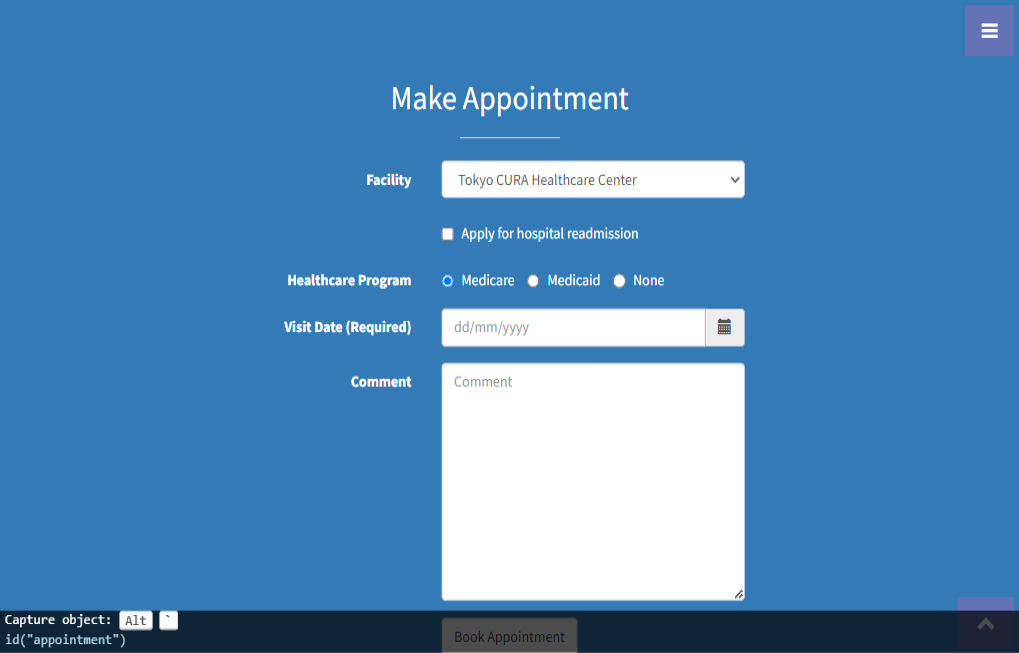 Make Appointment
Facility Tokyo CURA Healthcare Center
Apply for hospital readmission
Healthcare Program Medicare Medicaid None
Visit Date (Required) dd/mm/yyyy
Comment Comment
Capture object: Alt `
id("appointment")
Book Appointment